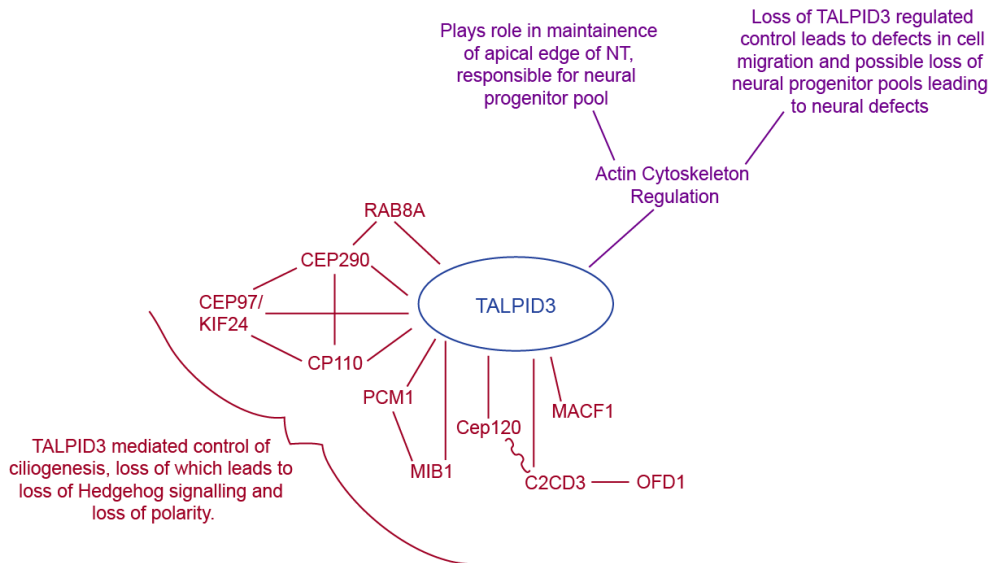 Plays role in maintainence
of apical edge of NT,
responsible for neural
progenitor pool
Loss of TALPID3 regulated
control leads to defects in cell
migration and possible loss of
neural progenitor pools leading
to neural defects
Actin Cytoskeleton
Regulation
RAB8A
CEP290
CEP97/
KIF24
CP110
TALPID3
PCM1
MIB1
Cep120
MACF1
C2CD3
OFD1
TALPID3 mediated control of
ciliogenesis, loss of which leads to
loss of Hedgehog signalling and
loss of polarity.